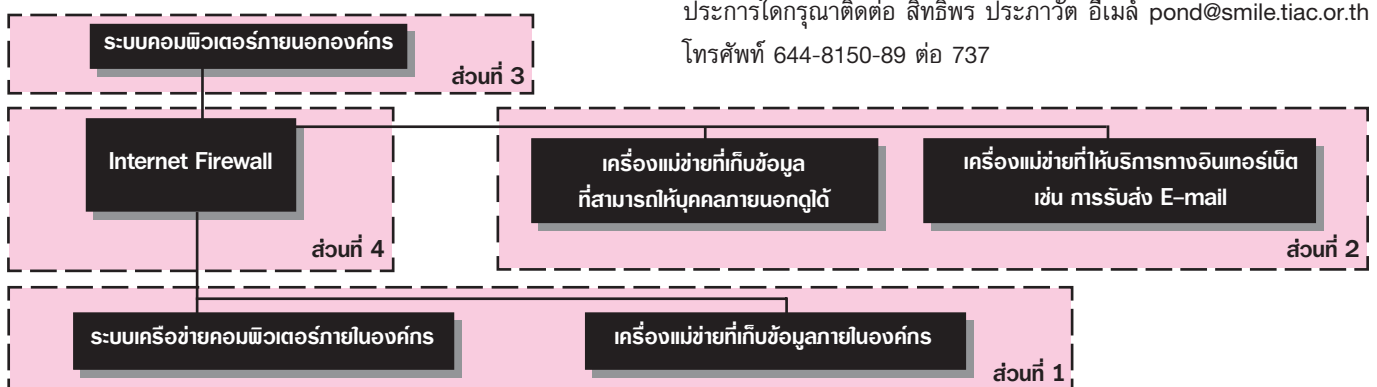 ประการใดกรุณาติดต่อ สิทธิพร ประภาวัต อีเมล์ pond@smile.tiac.or.th
โทรศัพท์ 644-8150-89 ต่อ 737
ระบบคอมพิวเตอร์ภายนอกองค์กร
ส่วนที่ 3
Internet Firewall
ส่วนที่ 4
เครื่องแม่ข่ายที่เก็บข้อมูล
ที่สามารถให้บุคคลภายนอกดูได้
เครื่องแม่ข่ายที่ให้บริการทางอินเทอร์เน็ต
เช่น การรับส่ง E-mail
ส่วนที่ 2
ระบบเครือข่ายคอมพิวเตอร์ภายในองค์กร
เครื่องแม่ข่ายที่เก็บข้อมูลภายในองค์กร
ส่วนที่ 1